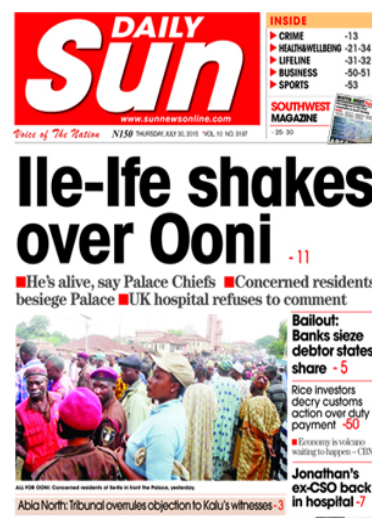 DAILY
Sun
www.sunnewsonline.com
INSIDE
CRIME -13
HEALTH&WELLBEING -21-34
LIFELINE -31-32
BUSINESS -50-51
SPORTS -53
SOUTHWEST
MAGAZINE
- 25- 30
Voice of The Nation N150 THURSDAY, JULY 30, 2015 VOL. 10 NO. 3197
Ile-Ife shakes
over Ooni - 11
He's alive, say Palace Chiefs Concerned residents
besiege Palace UK hospital refuses to comment
Bailout:
Banks sieze
debtor states
share - 5
Rice investors
decry customs
action over duty
payment -50
Economy is volcano
waiting to happen – CBN
Jonathan's
ex-CSO back
in hospital -7
ALL FOR OONI: Concerned residents of Ile-Ife in front the Palace, yesterday.
Abia North: Tribunal overrules objection to Kalu's witnesses - 3